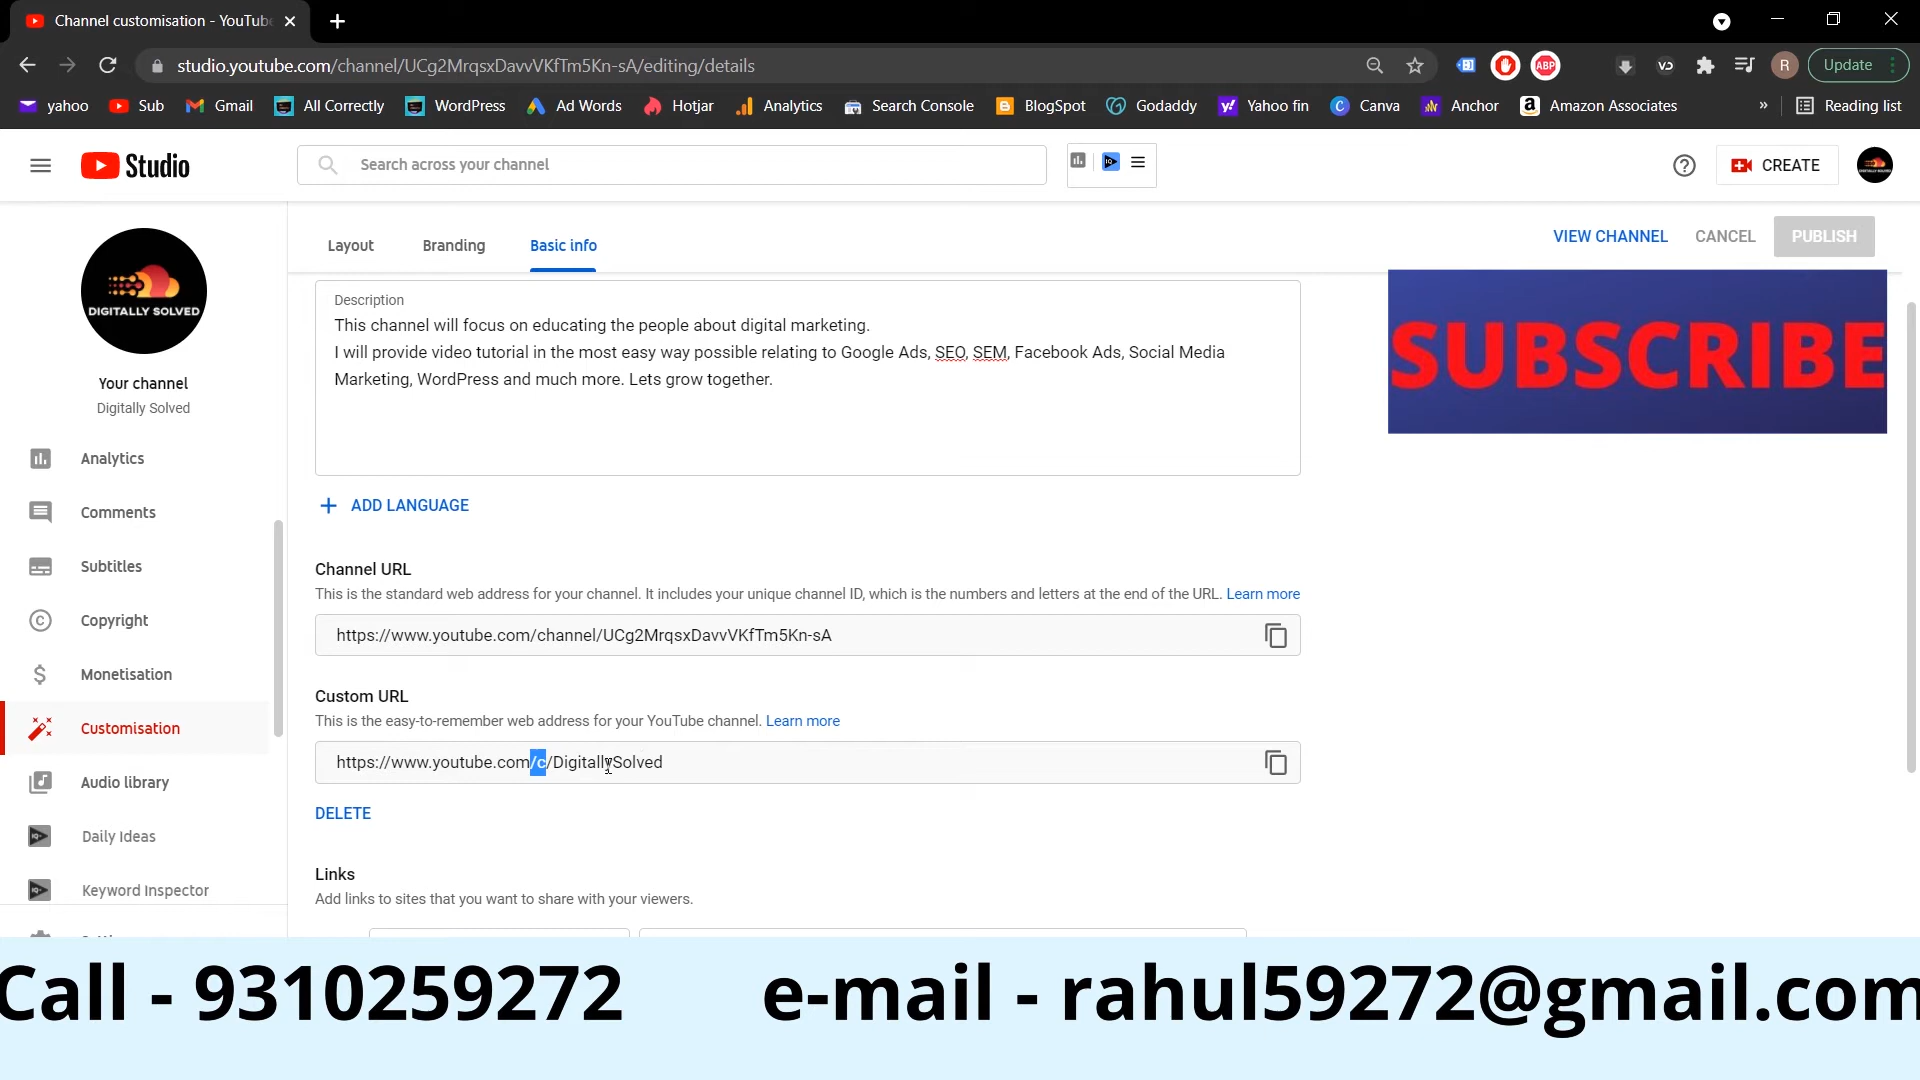 Channel customisation - YouTub
studio.youtube.com/channel/UCg2MrqsxDavvVKfTm5Kn-sA/editing/details
ABP
R
Update
yahoo
Sub
Gmail
All Correctly
WordPress
Ad Words
Hotjar
Analytics
Search Console
BlogSpot
Godaddy
Yahoo fin
Canva
Anchor
Amazon Associates
»
Reading list
Studio
Search across your channel
CREATE
DIGITALLY SOLVED
Your channel
Digitally Solved
Analytics
Comments
Subtitles
Copyright
Monetisation
Customisation
Audio library
Daily Ideas
Keyword Inspector
Layout
Branding
Basic info
VIEW CHANNEL
CANCEL
PUBLISH
SUBSCRIBE
Description
This channel will focus on educating the people about digital marketing.
I will provide video tutorial in the most easy way possible relating to Google Ads, SEO, SEM, Facebook Ads, Social Media
Marketing, WordPress and much more. Lets grow together.
ADD LANGUAGE
Channel URL
This is the standard web address for your channel. It includes your unique channel ID, which is the numbers and letters at the end of the URL. Learn more
https://www.youtube.com/channel/UCg2MrqsxDavvVKfTm5Kn-sA
Custom URL
This is the easy-to-remember web address for your YouTube channel. Learn more
https://www.youtube.com/c/DigitallySolved
DELETE
Links
Add links to sites that you want to share with your viewers.
Call - 9310259272 e-mail - rahul59272@gmail.com